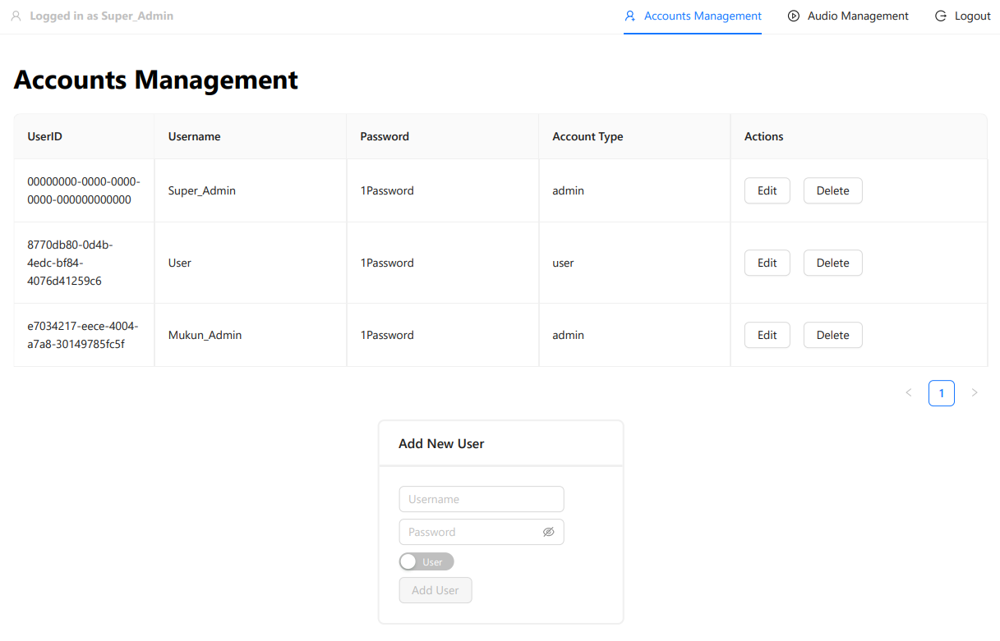 Logged in as Super_Admin
Accounts Management
Audio Management
Logout
Accounts Management
UserID
Username
Password
Account Type
Actions
00000000-0000-0000-
0000-000000000000
Super_Admin
1Password
admin
Edit
Delete
8770db80-0d4b-
4edc-bf84-
4076d41259c6
User
1Password
user
Edit
Delete
e7034217-eece-4004-
a7a8-30149785fc5f
Mukun_Admin
1Password
admin
Edit
Delete
1
Add New User
Username
Password
User
Add User